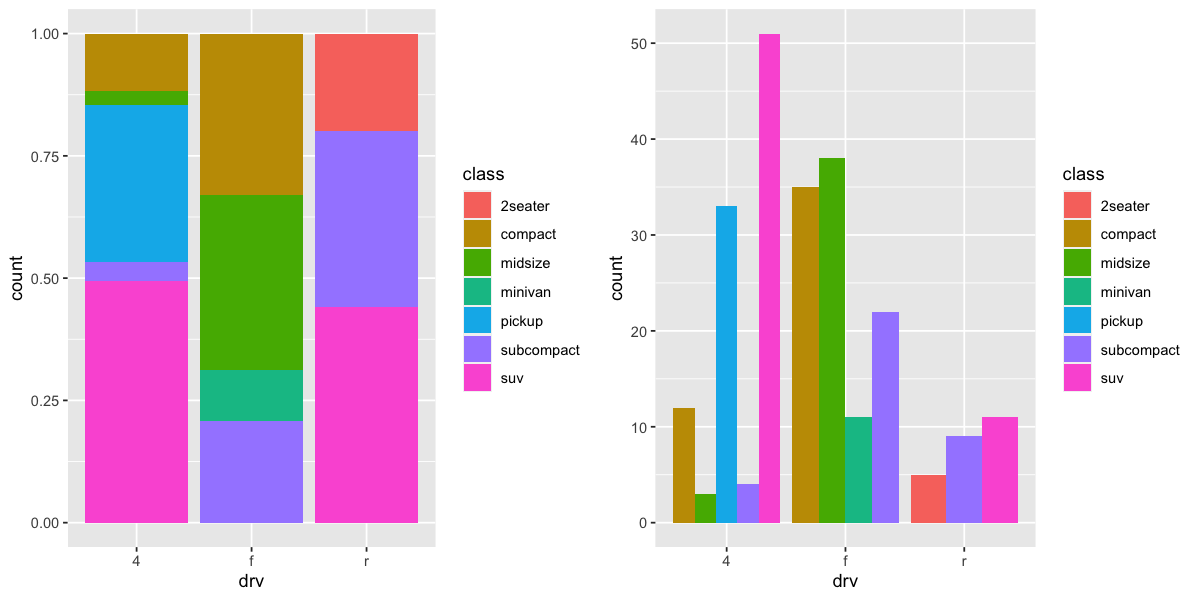 1.00
0.75
0.50
0.25
0.00
count
4
f
r
drv
class
2seater
compact
midsize
minivan
pickup
subcompact
suv
50
40
30
20
10
0
count
4
f
r
drv
class
2seater
compact
midsize
minivan
pickup
subcompact
suv